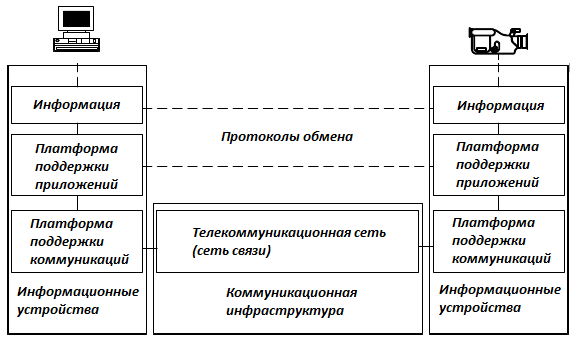 Информация
Платформа
поддержки
приложений
Платформа
поддержки
коммуникаций
Информационные
устройства
Протоколы обмена
Телекоммуникационная сеть
(сеть связи)
Коммуникационная
инфраструктура
Информация
Платформа
поддержки
приложений
Платформа
поддержки
коммуникаций
Информационные
устройства